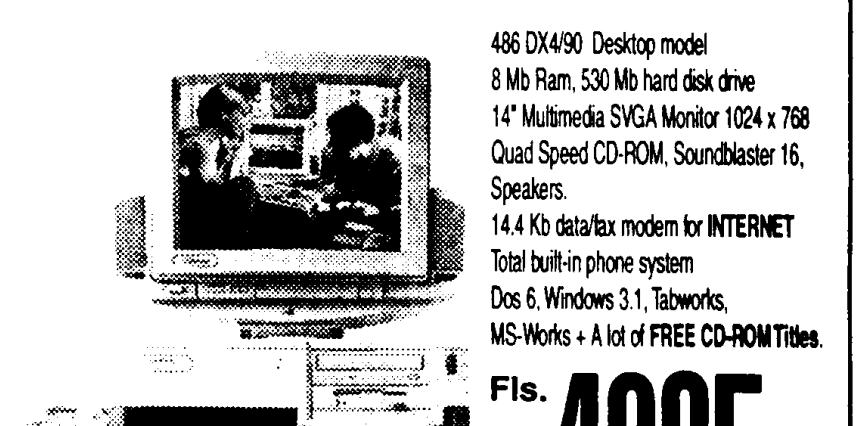 486 DX4/90 Desktop model
8 Mb Ram, 530 Mb hard disk drive
14" Multimedia SVGA Monitor 1024 x 768
Quad Speed CD-ROM, Soundblaster 16,
Speakers.
14.4 Kb data/fax modem for INTERNET
Total built-in phone system
Dos 6, Windows 3.1, Tabworks,
MS-Works + A lot of FREE CD-ROM Titles.
Fls.